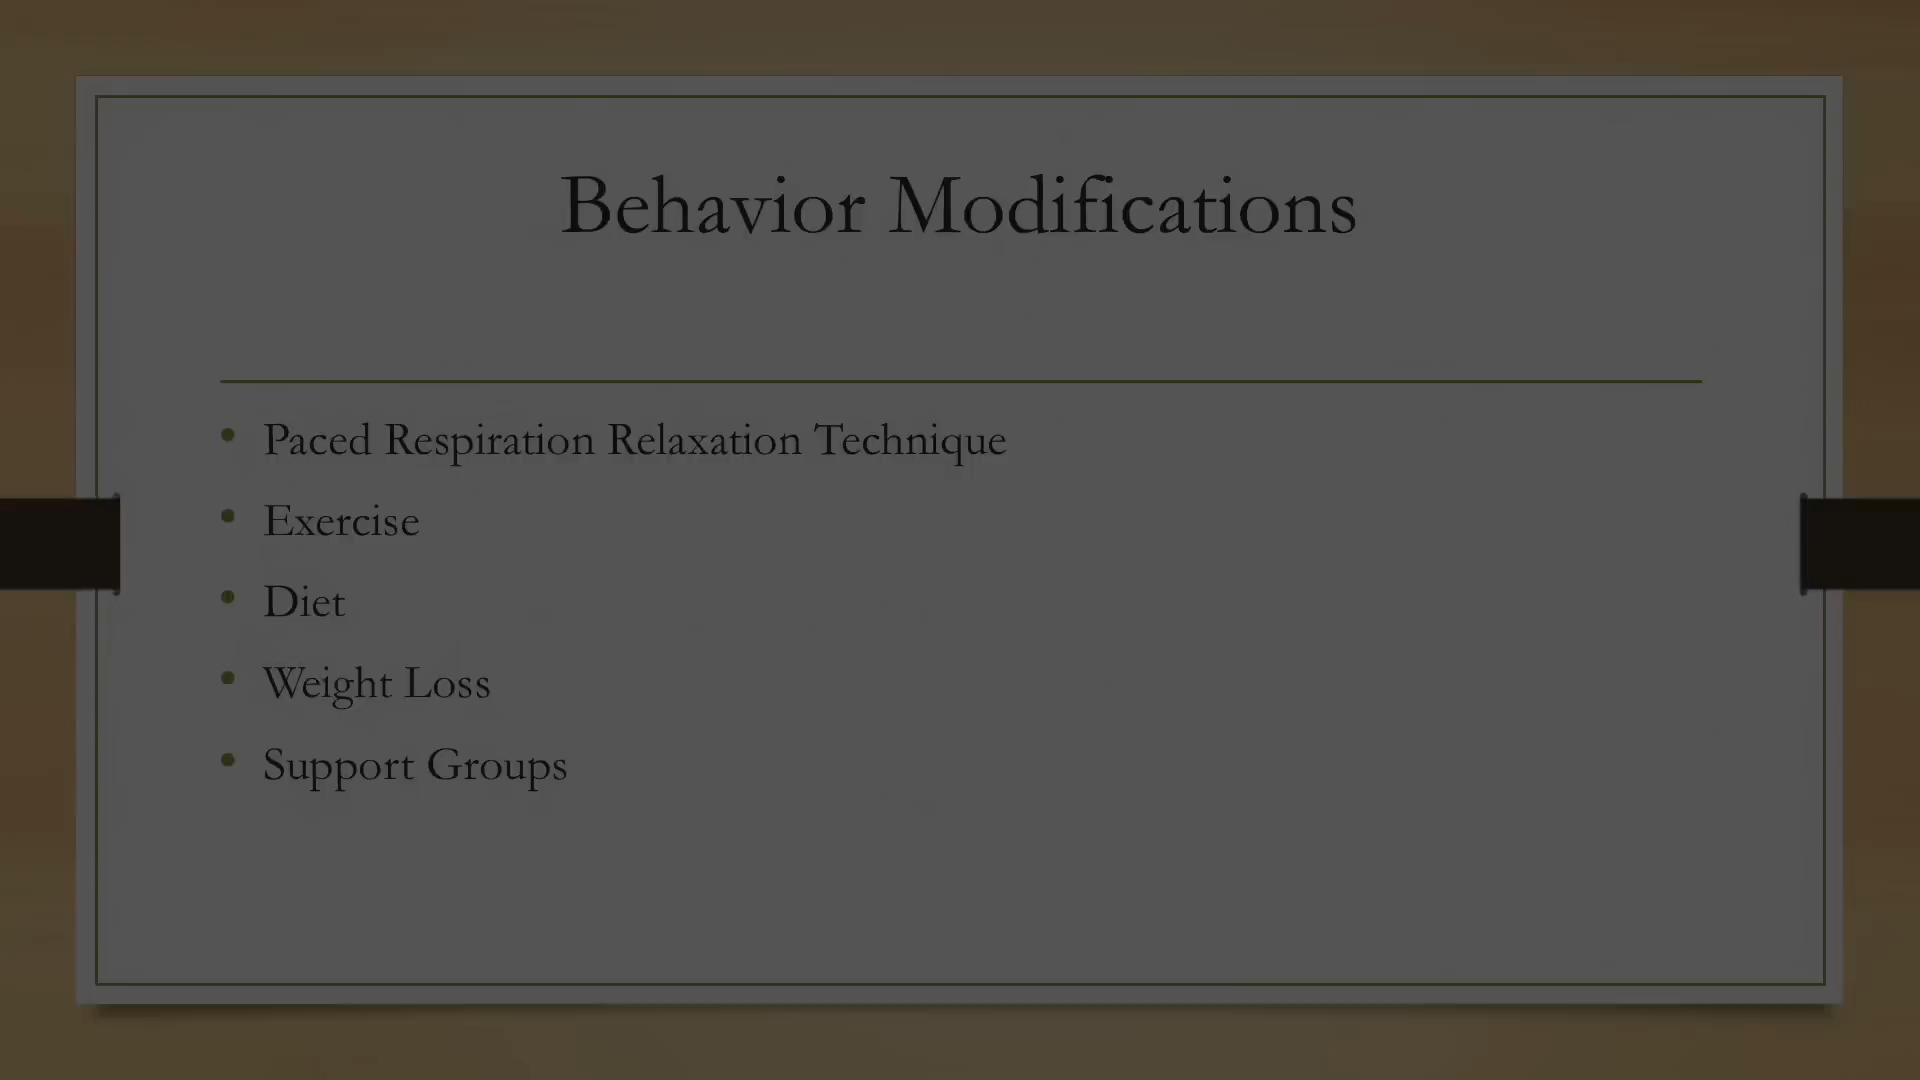 Behavior Modifications
Paced Respiration Relaxation Technique
Exercise
Diet
Weight Loss
Support Groups